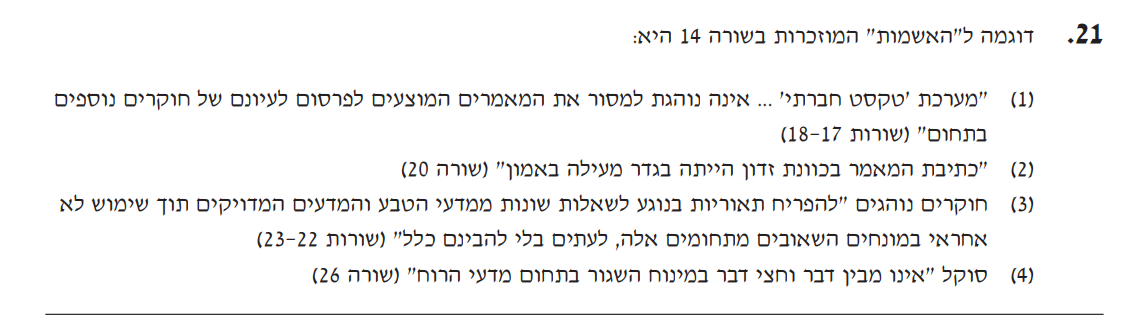 21. דוגמה ל"האשמות" המוזכרות בשורה 14 היא:
(1) "מערכת 'טקסט חברתי' ... אינה נוהגת למסור את המאמרים המוצעים לפרסום לעיונם של חוקרים נוספים
בתחום" (שורות 17-18)
(2) "כתיבת המאמר בכוונת זדון הייתה בגדר מעילה באמון" (שורה 20)
(3) חוקרים נוהגים "להפריח תאוריות בנוגע לשאלות שונות ממדעי הטבע והמדעים המדויקים תוך שימוש לא
אחראי במונחים השאובים מתחומים אלה, לעתים בלי להבינם כלל" (שורות 22-23)
(4) סוקל "אינו מבין דבר וחצי דבר במינוח השגור בתחום מדעי הרוח" (שורה 26)